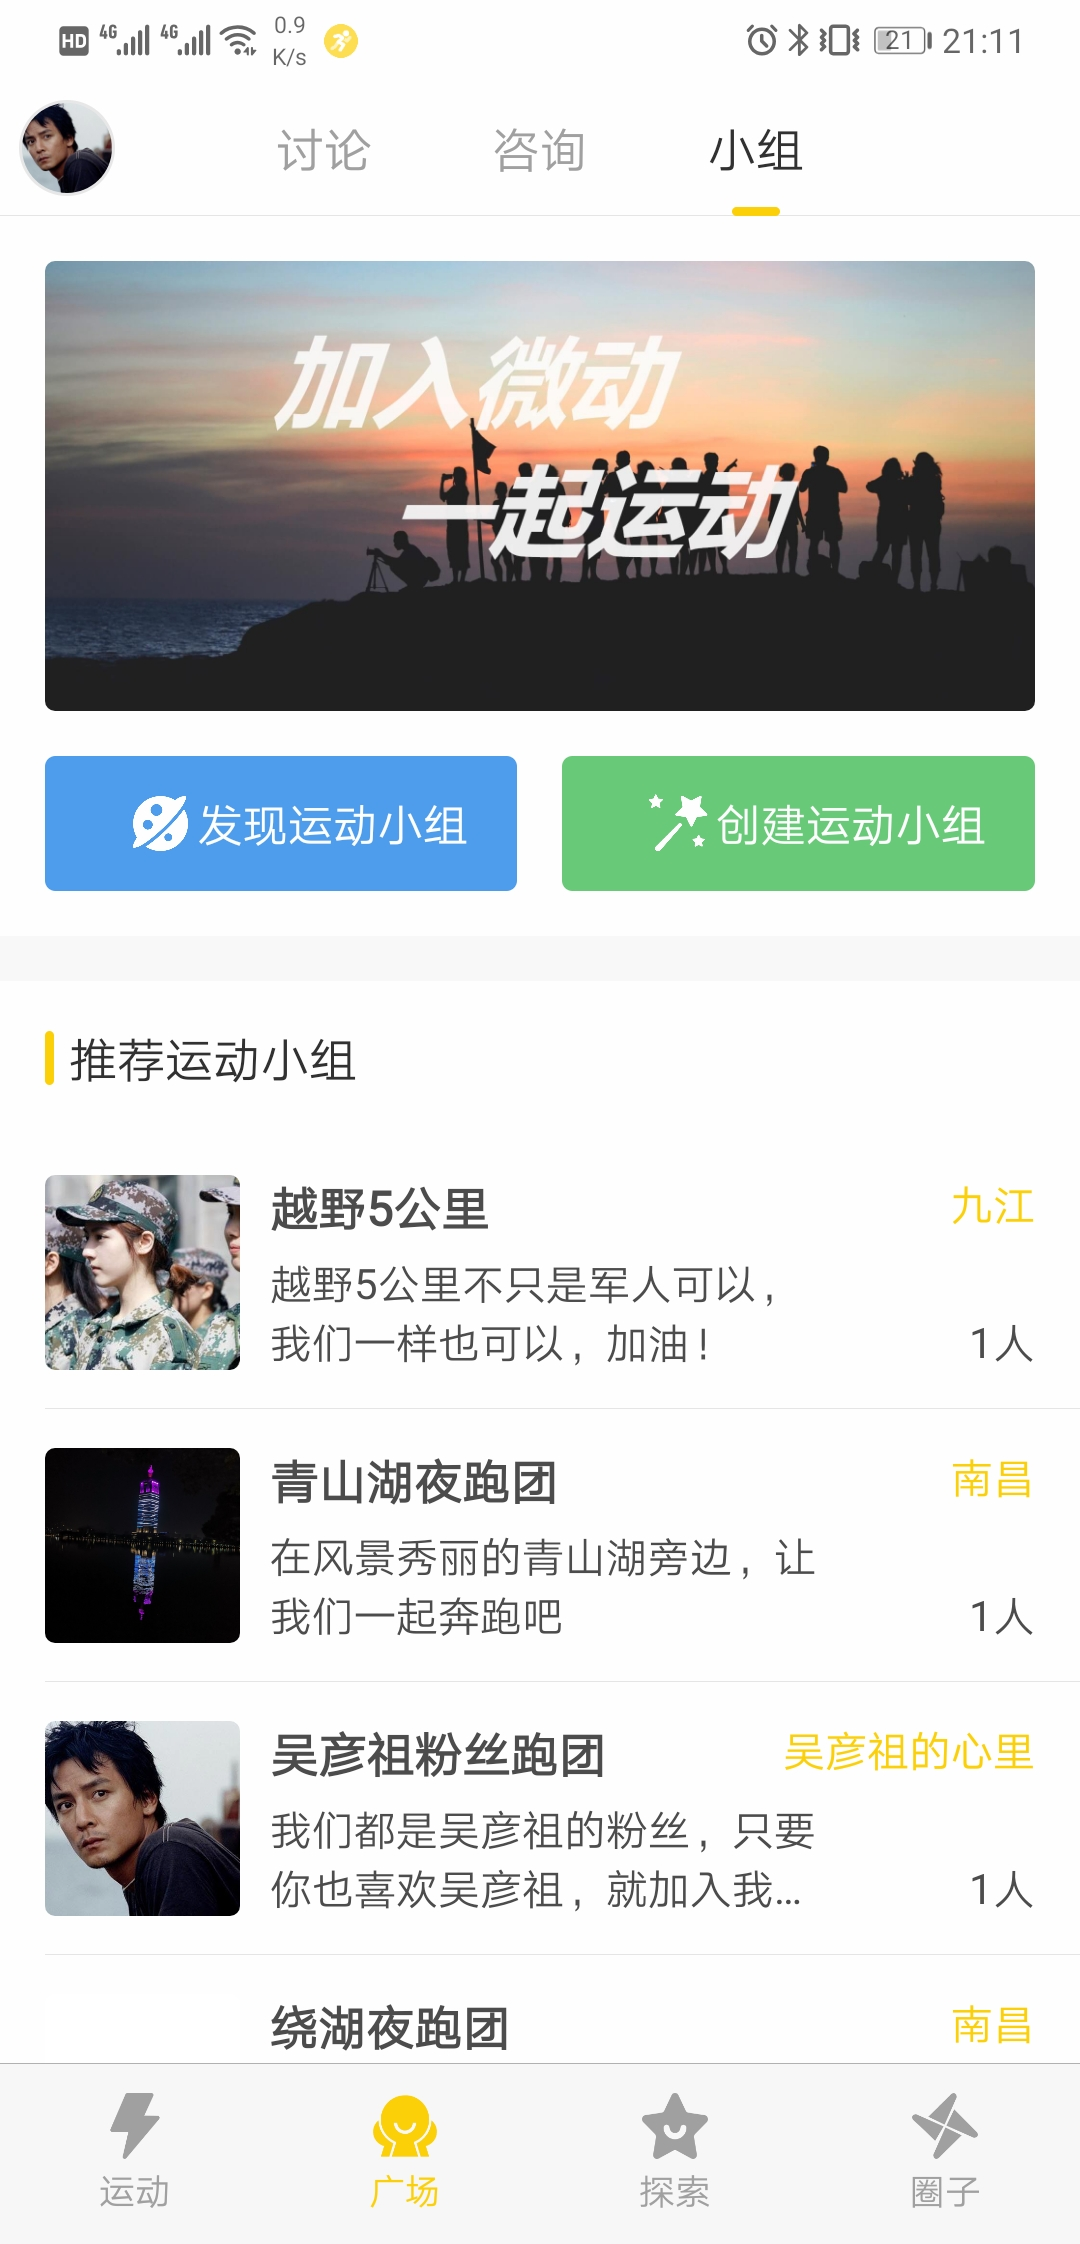 HD 4G 4G 0.9 K/s 21 21:11
讨论 咨询 小组
加入微动
一起运动
发现运动小组 创建运动小组
推荐运动小组
越野5公里 九江
越野5公里不只是军人可以，
我们一样也可以，加油！ 1人
青山湖夜跑团 南昌
在风景秀丽的青山湖旁边，让
我们一起奔跑吧 1人
吴彦祖粉丝跑团 吴彦祖的心里
我们都是吴彦祖的粉丝，只要
你也喜欢吴彦祖，就加入我... 1人
绕湖夜跑团 南昌
运动 广场 探索 圈子